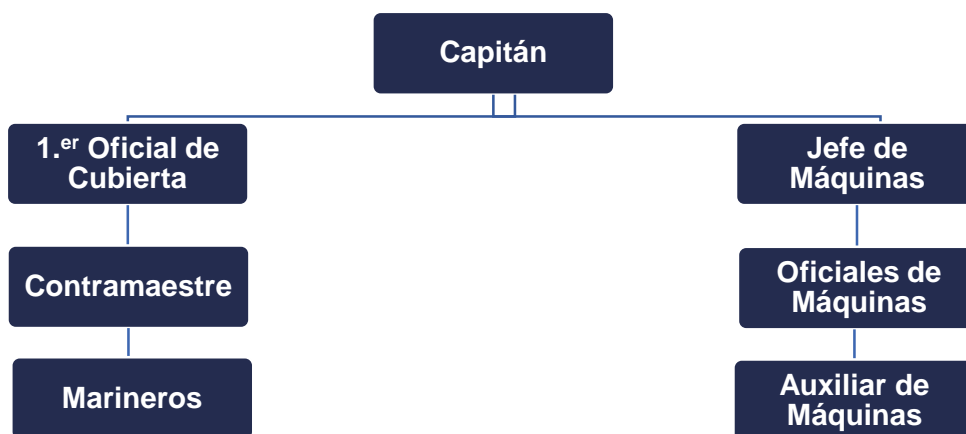 Capitán
1.er Oficial de
Cubierta
Jefe de
Máquinas
Contramaestre
Oficiales de
Máquinas
Marineros
Auxiliar de
Máquinas